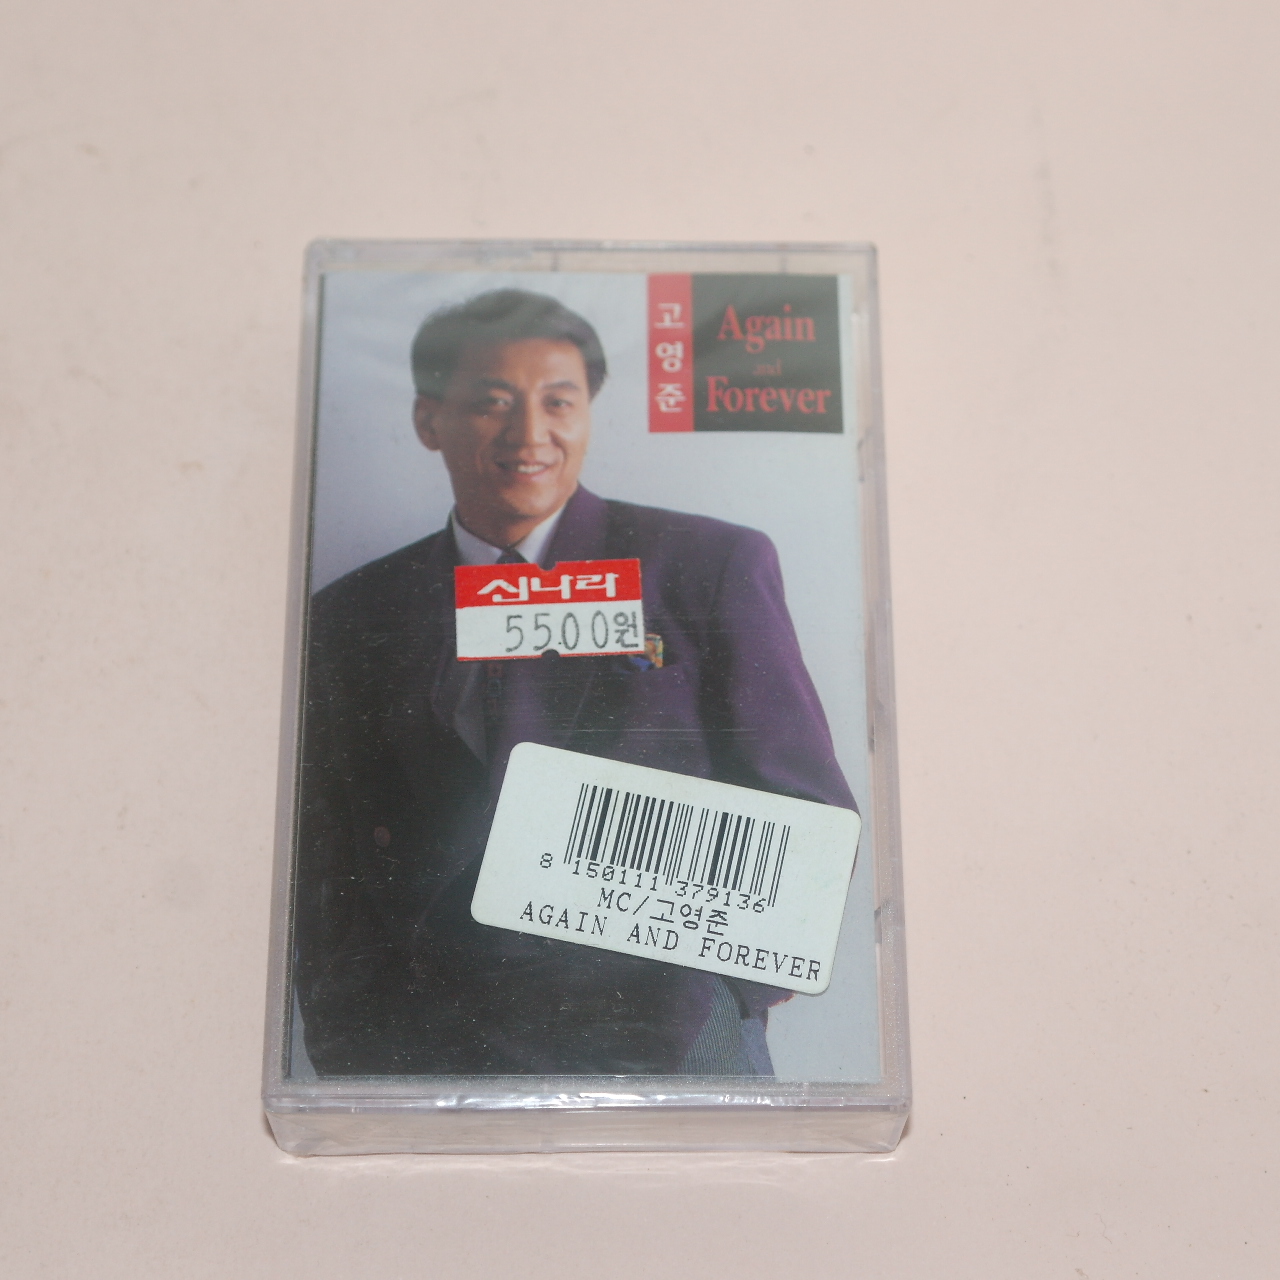 고영준
Again
and
Forever
신나라
5500원
8 150111 379136
MC/고영준
AGAIN AND FOREVER